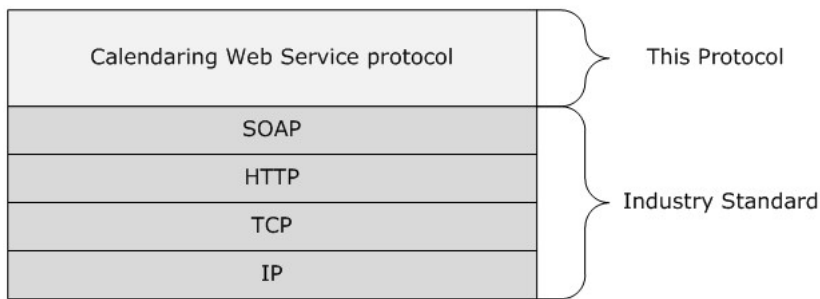 Calendaring Web Service protocol
This Protocol
SOAP
HTTP
TCP
IP
Industry Standard